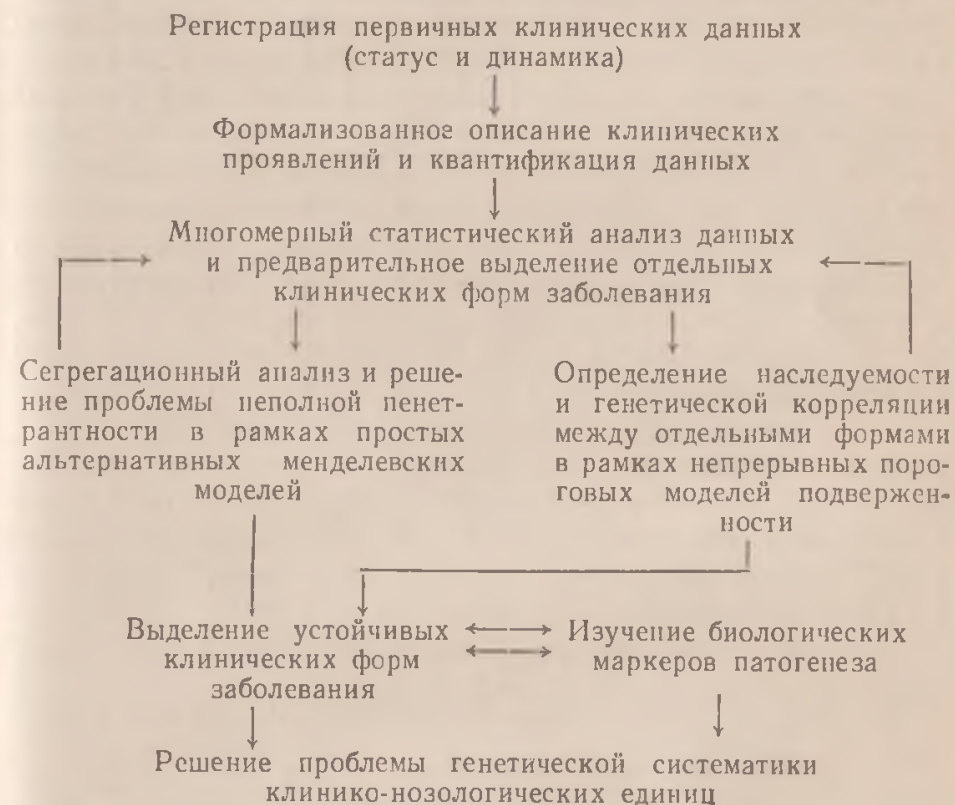 Регистрация первичных клинических данных
(статус и динамика)
Формализованное описание клинических
проявлений и квантификация данных
Многомерный статистический анализ данных
и предварительное выделение отдельных
клинических форм заболевания
Сегрегационный анализ и реше-
ние проблемы неполной пенет-
рантности в рамках простых
альтернативных менделевских
моделей
Определение наследуемости
и генетической корреляции
между отдельными формами
в рамках непрерывных поро-
говых моделей подвержен-
ности
Выделение устойчивых
клинических форм
заболевания
Изучение биологических
маркеров патогенеза
Решение проблемы генетической систематики
клинико-нозологических единиц